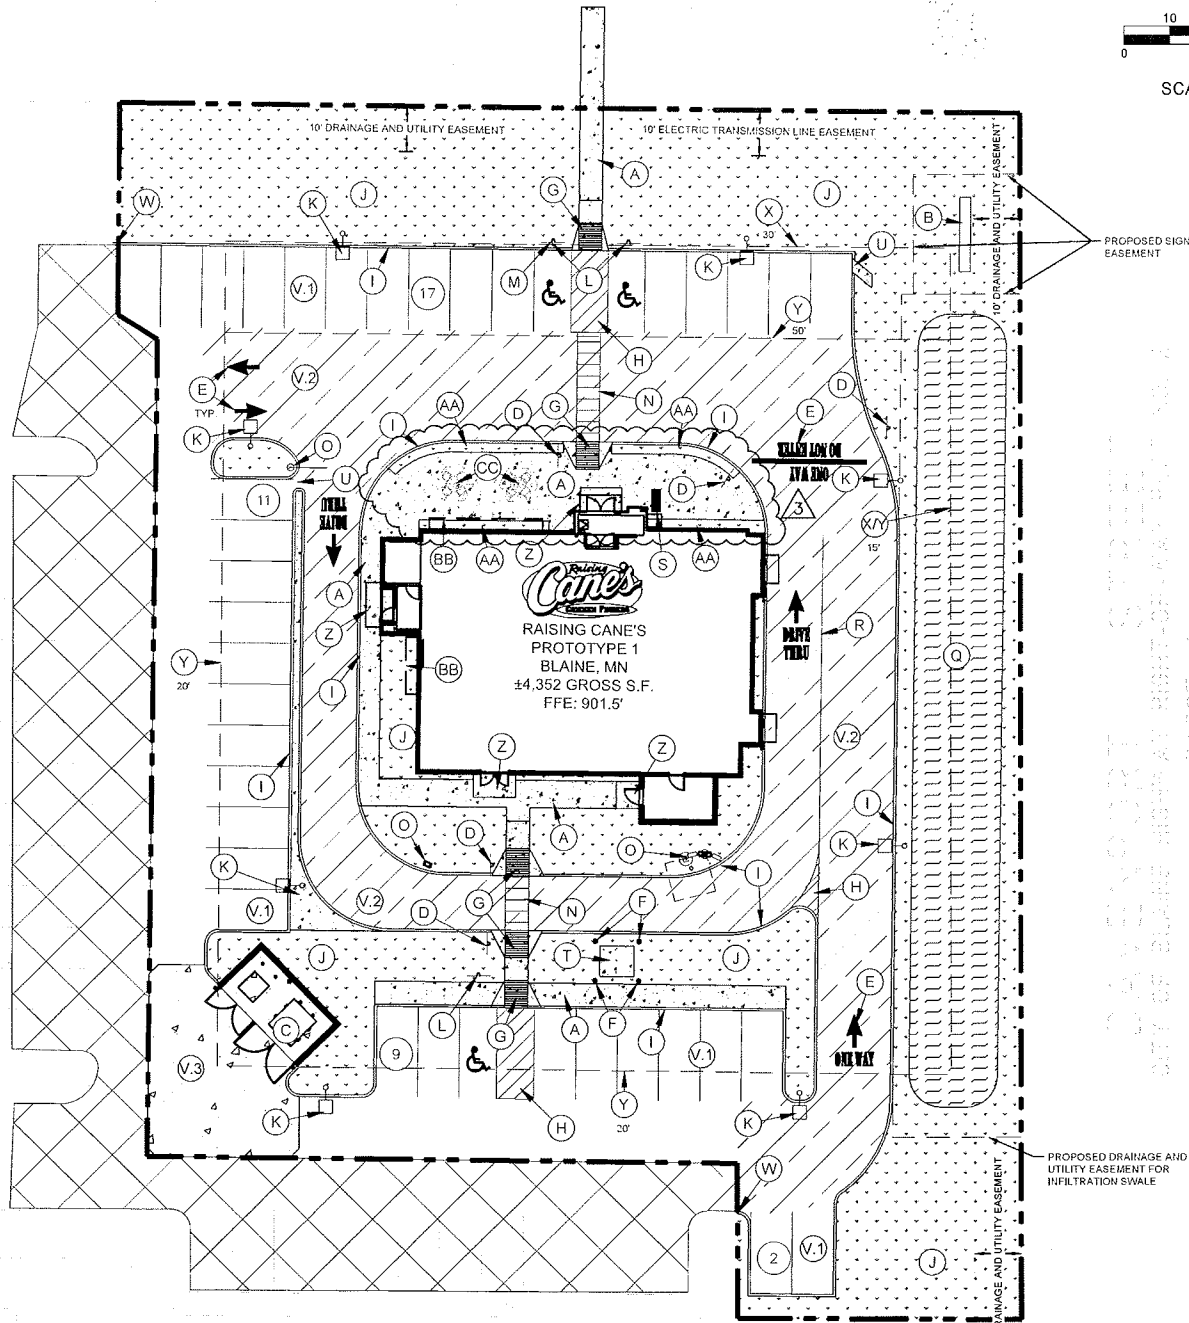 10
0
SCA
10' DRAINAGE AND UTILITY EASEMENT
10' ELECTRIC TRANSMISSION LINE EASEMENT
10' DRAINAGE AND UTILITY EASEMENT
A
G
J
J
K
W
B
X
30'
U
PROPOSED SIGN
EASEMENT
K
M
L
I
V.1
17
Y
50'
H
E
TYP.
V.2
N
D
AA
D
G
AA
I
I
E
K
O
DO NOT ENTER
ONE WAY
K
U
CC
A
D
3
11
X/Y
15'
DRIVE
THRU
BB
AA
Z
S
AA
A
Raising
Cane's
CHICKEN FINGERS
Z
RAISING CANE'S
PROTOTYPE 1
BLAINE, MN
±4,352 GROSS S.F.
FFE: 901.5'
DRIVE
THRU
R
Q
Y
20'
BB
I
J
V.2
Z
Z
I
I
A
O
D
O
K
K
I
H
V.1
V.2
G
N
F
D
J
T
J
E
C
L
G
A
F
I
ONE WAY
9
V.1
V.3
K
H
Y
20'
K
PROPOSED DRAINAGE AND
UTILITY EASEMENT FOR
INFILTRATION SWALE
W
2
V.1
J
RAINAGE AND UTILITY EASEMENT